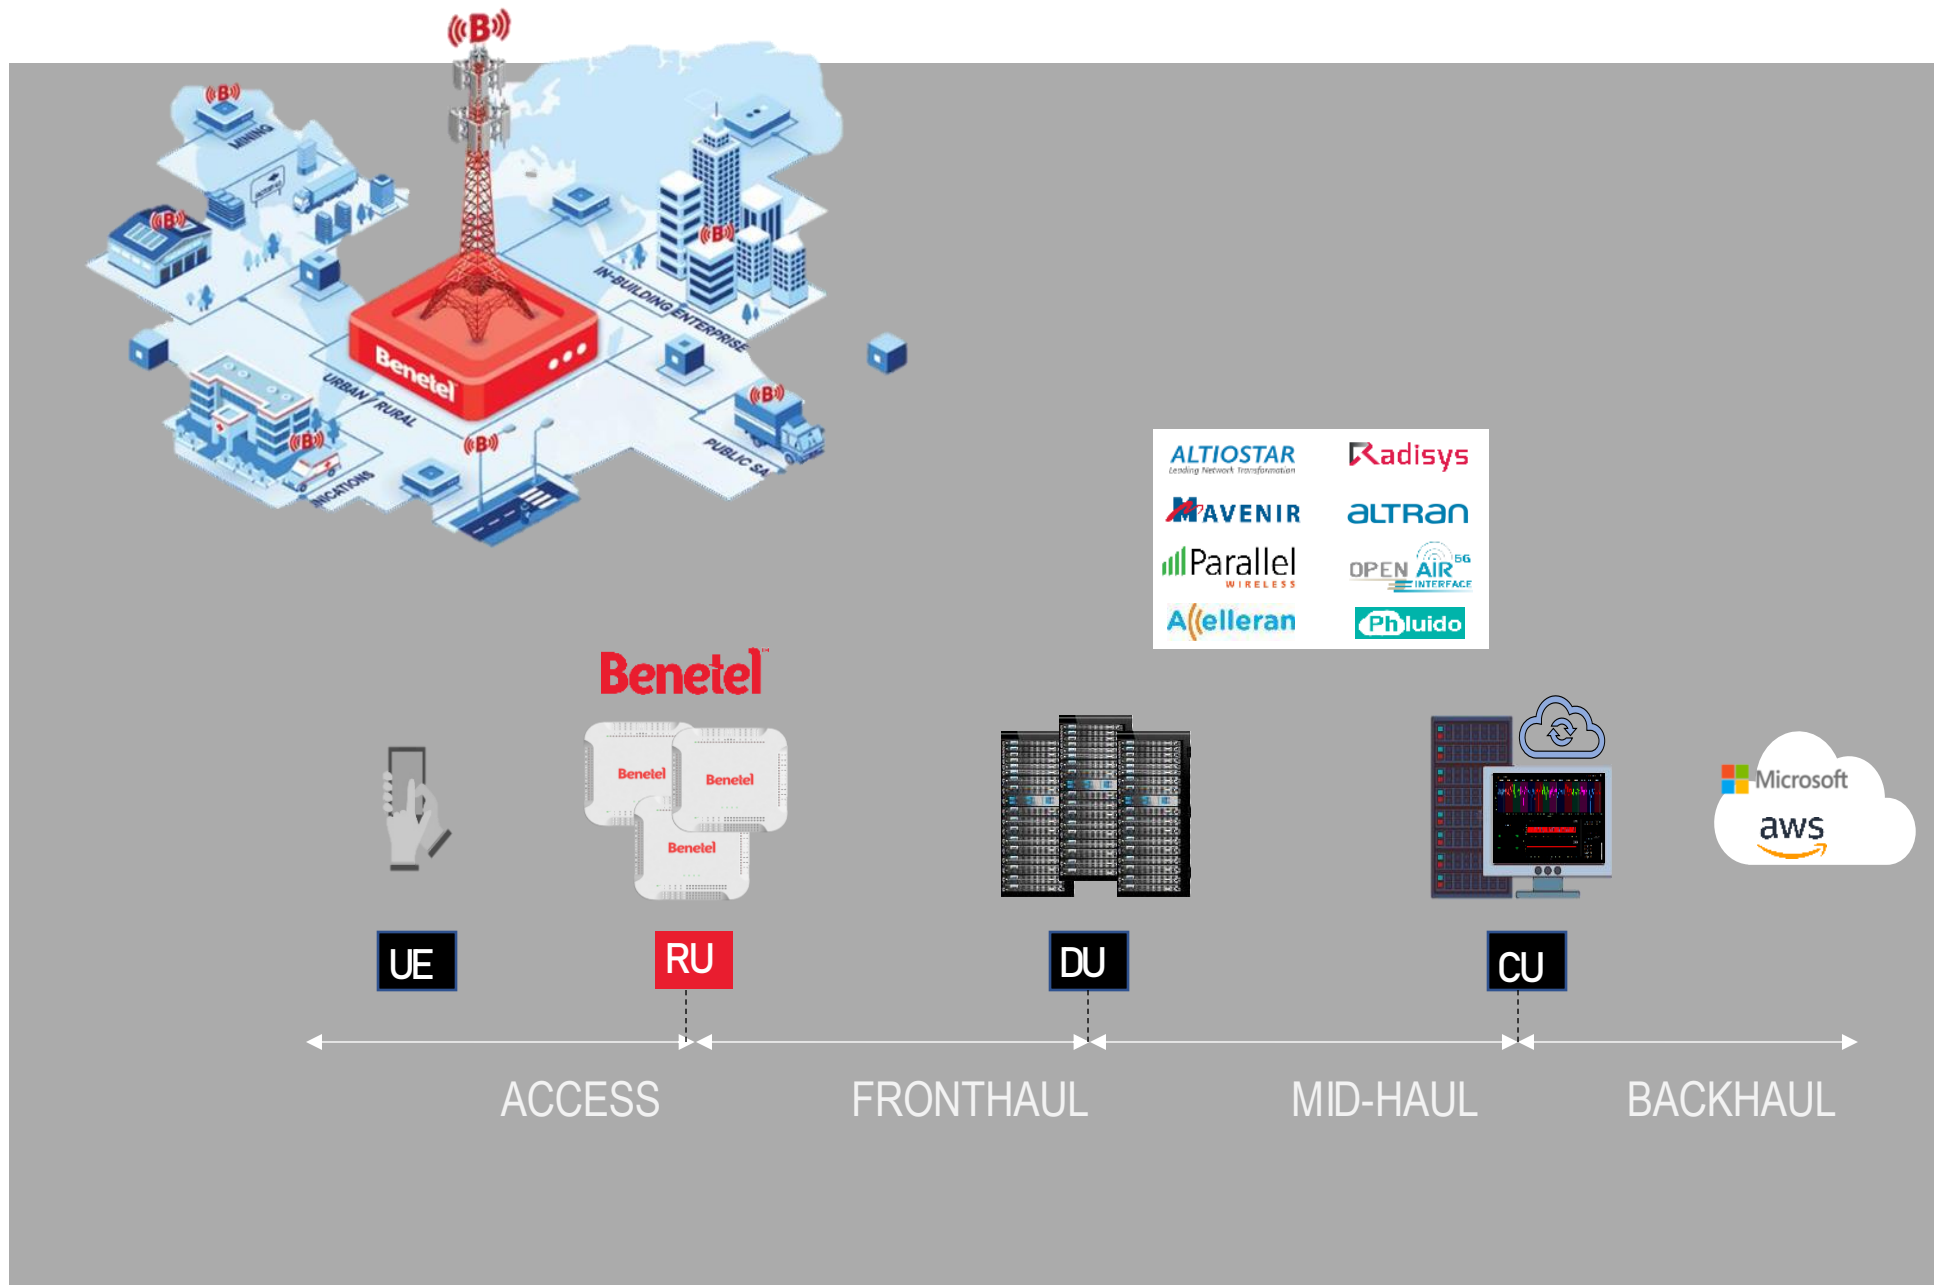 ((B))
((B))
MINING
((B))
((B))
IN-BUILDING ENTERPRISE
Benetel
URBAN / RURAL
((B))
((B))
((B))
PUBLIC SA
NICATIONS
ALTIOSTAR
Leading Network Transformation
Radisys
MAVENIR
ALTRAN
Parallel
WIRELESS
OPEN AIR 5G
INTERFACE
Accelleran
Phluido
Benetel™
Benetel
Benetel
Benetel
Microsoft
aws
UE
RU
DU
CU
ACCESS
FRONTHAUL
MID-HAUL
BACKHAUL